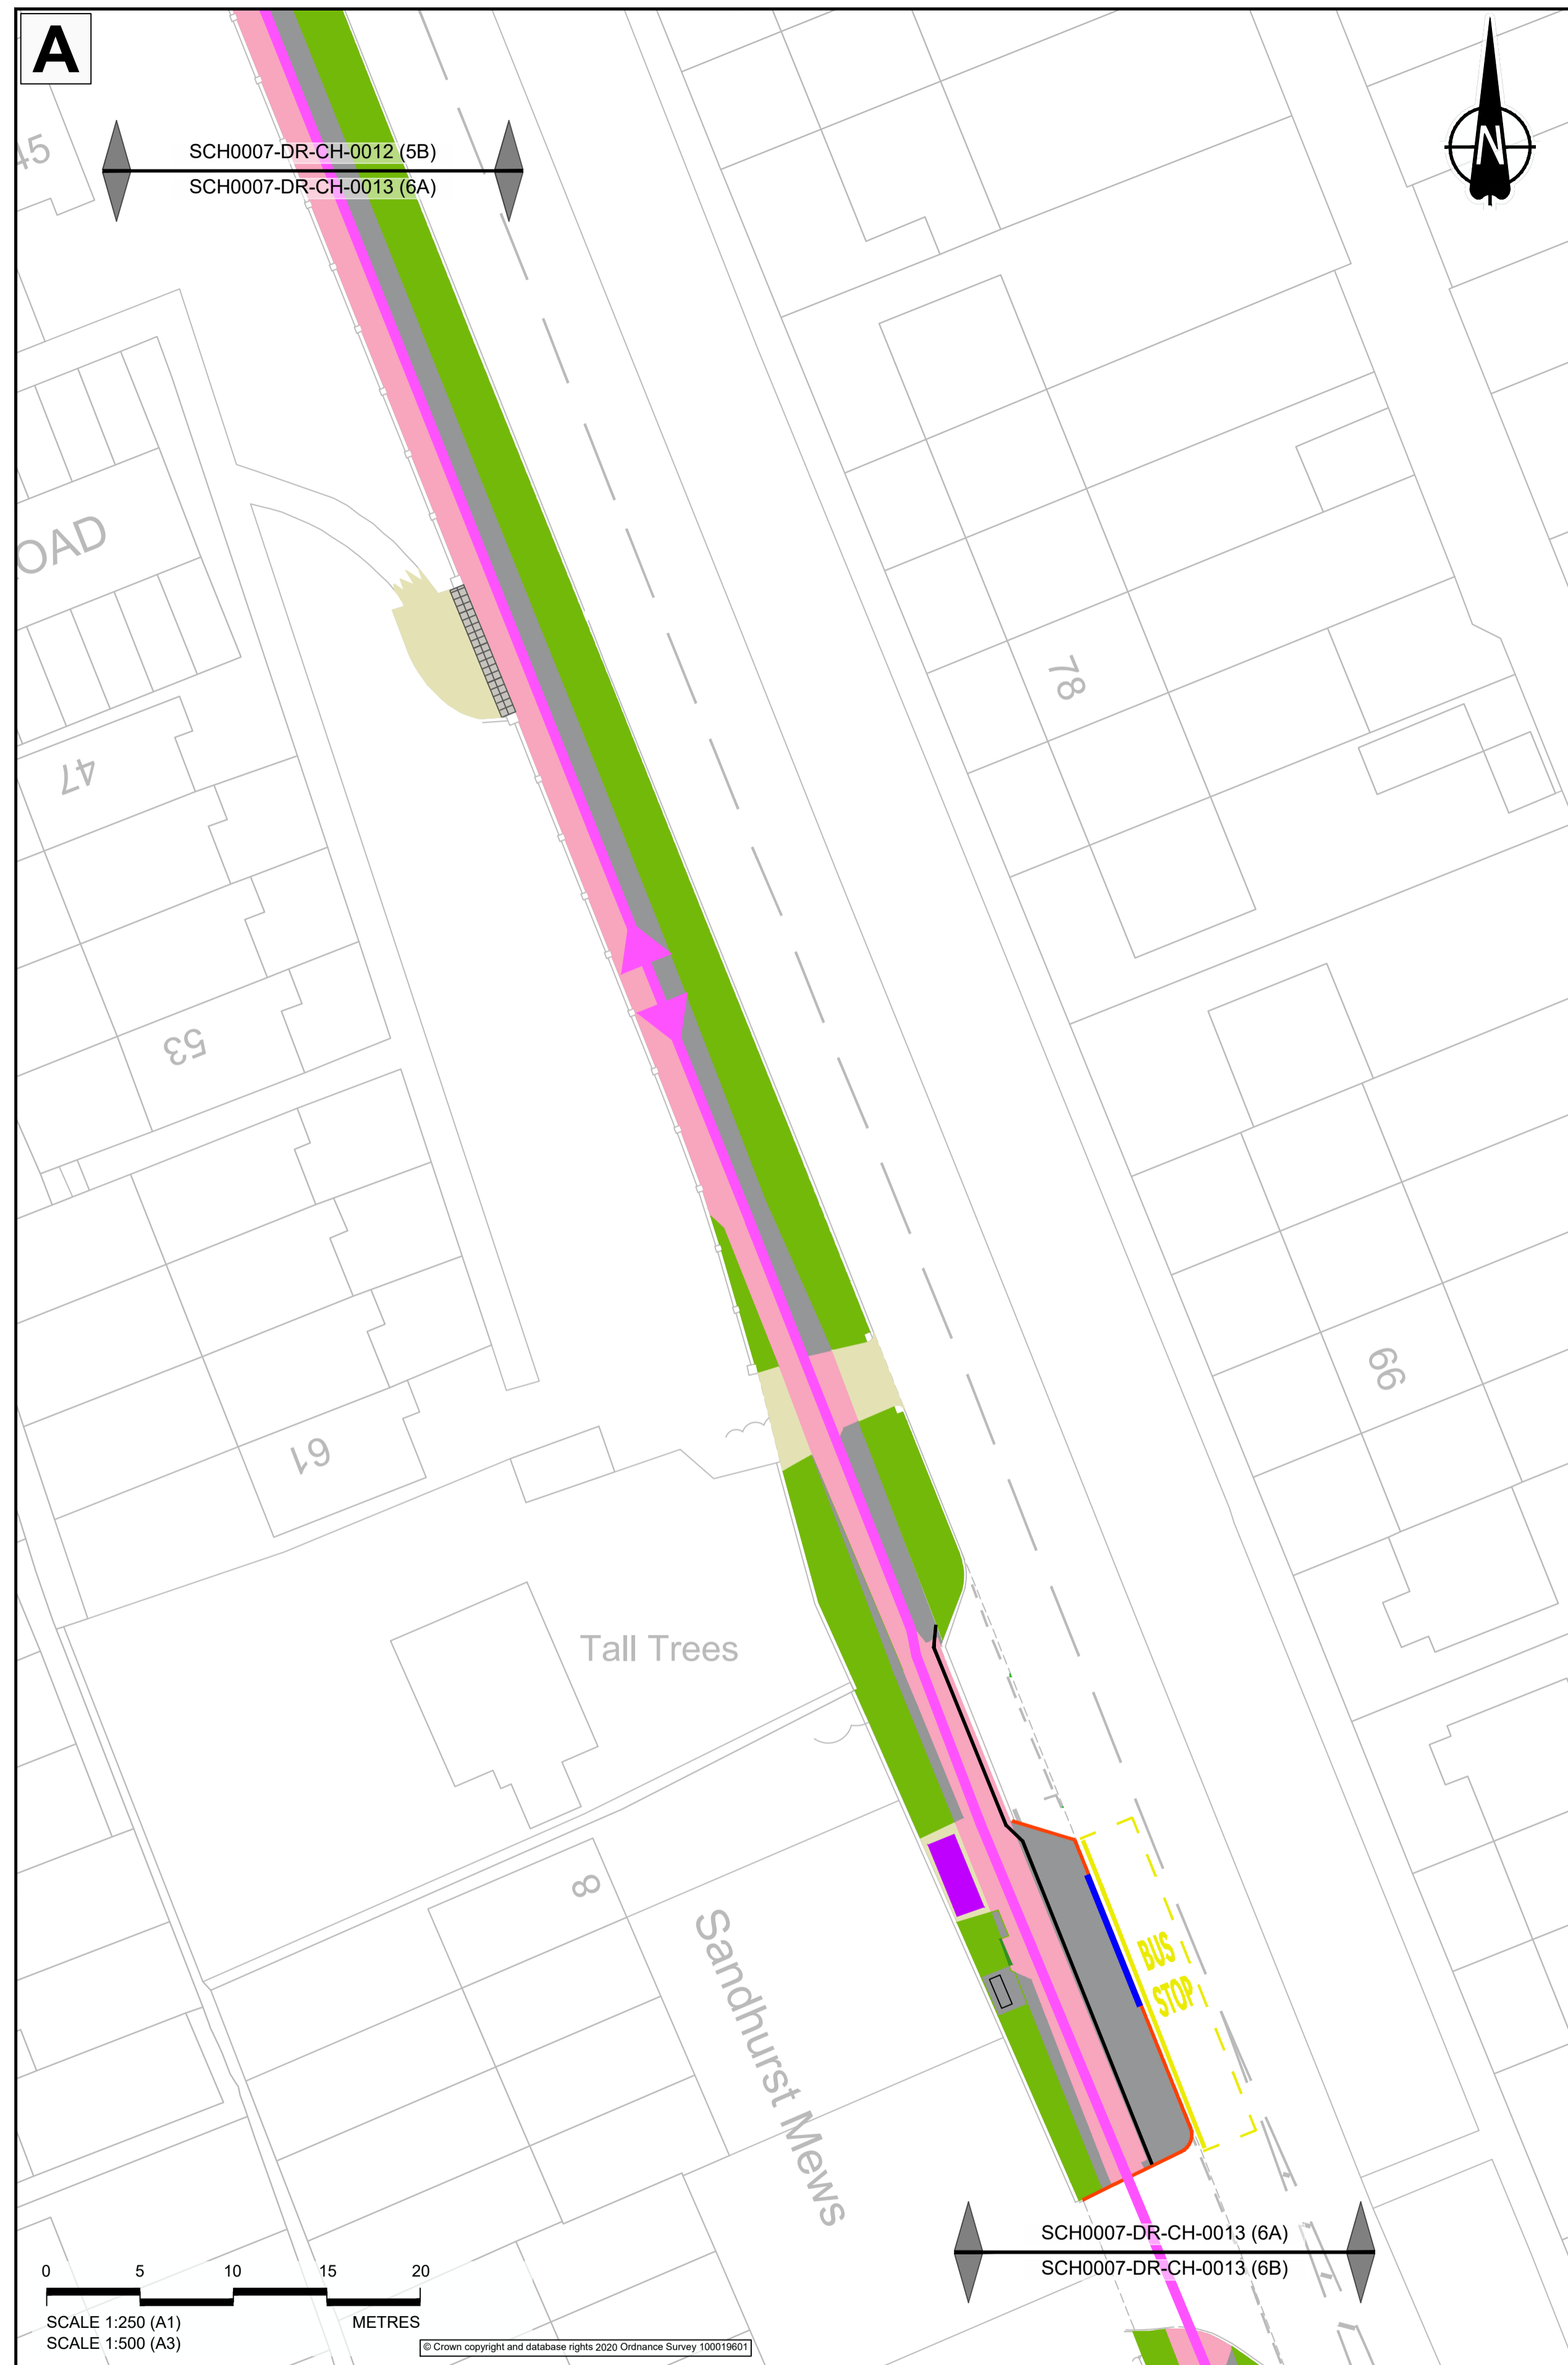 A
N
SCH0007-DR-CH-0012 (5B)
SCH0007-DR-CH-0013 (6A)
45
OAD
78
47
53
99
61
Tall Trees
8
Sandhurst Mews
BUS
STOP
SCH0007-DR-CH-0013 (6A)
SCH0007-DR-CH-0013 (6B)
0 5 10 15 20
SCALE 1:250 (A1) METRES
SCALE 1:500 (A3)
© Crown copyright and database rights 2020 Ordnance Survey 100019601